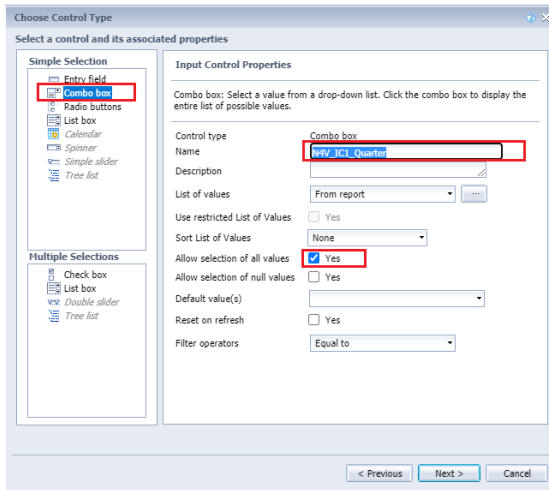 Choose Control Type
Select a control and its associated properties
Simple Selection
Entry field
Combo box
Radio buttons
List box
Calendar
Spinner
Simple slider
Tree list
Multiple Selections
Check box
List box
Double slider
Tree list
Input Control Properties
Combo box: Select a value from a drop-down list. Click the combo box to display the
entire list of possible values.
Control type Combo box
Name N4V_IC1_Quarter
Description
List of values From report ...
Use restricted List of Values Yes
Sort List of Values None
Allow selection of all values Yes
Allow selection of null values Yes
Default value(s)
Reset on refresh Yes
Filter operators Equal to
< Previous Next > Cancel